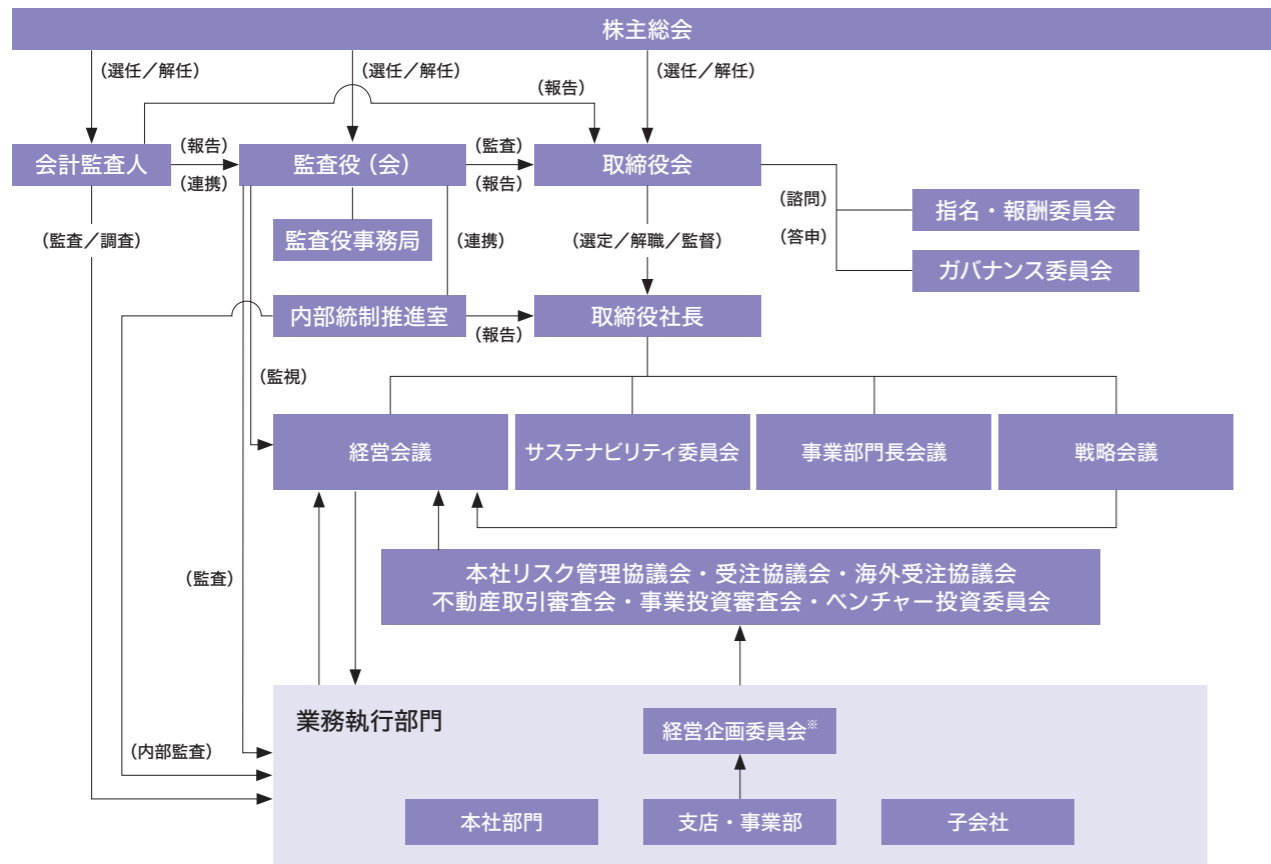 株主総会
（選任／解任）
（選任／解任）
（選任／解任）
（報告）
会計監査人
（報告）
（連携）
監査役（会）
（監査）
（報告）
取締役会
（諮問）
（答申）
指名・報酬委員会
ガバナンス委員会
（監査／調査）
監査役事務局
（連携）
（選定／解職／監督）
内部統制推進室
（報告）
取締役社長
（監視）
経営会議
サステナビリティ委員会
事業部門長会議
戦略会議
（監査）
本社リスク管理協議会・受注協議会・海外受注協議会
不動産取引審査会・事業投資審査会・ベンチャー投資委員会
業務執行部門
経営企画委員会※
（内部監査）
本社部門
支店・事業部
子会社